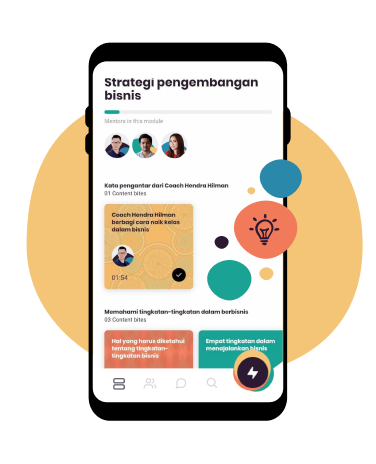 Strategi pengembangan
bisnis
Mentors in this module
Kata pengantar dari Coach Hendra Hilman
01 Content bites
Coach Hendra Hilman
berbagi cara naik kelas
dalam bisnis
01:54
Memahami tingkatan-tingkatan dalam berbisnis
03 Content bites
Hal yang harus diketahui
tentang tingkatan-
tingkatan bisnis
Empat tingkatan dalam
menajalankan bisnis